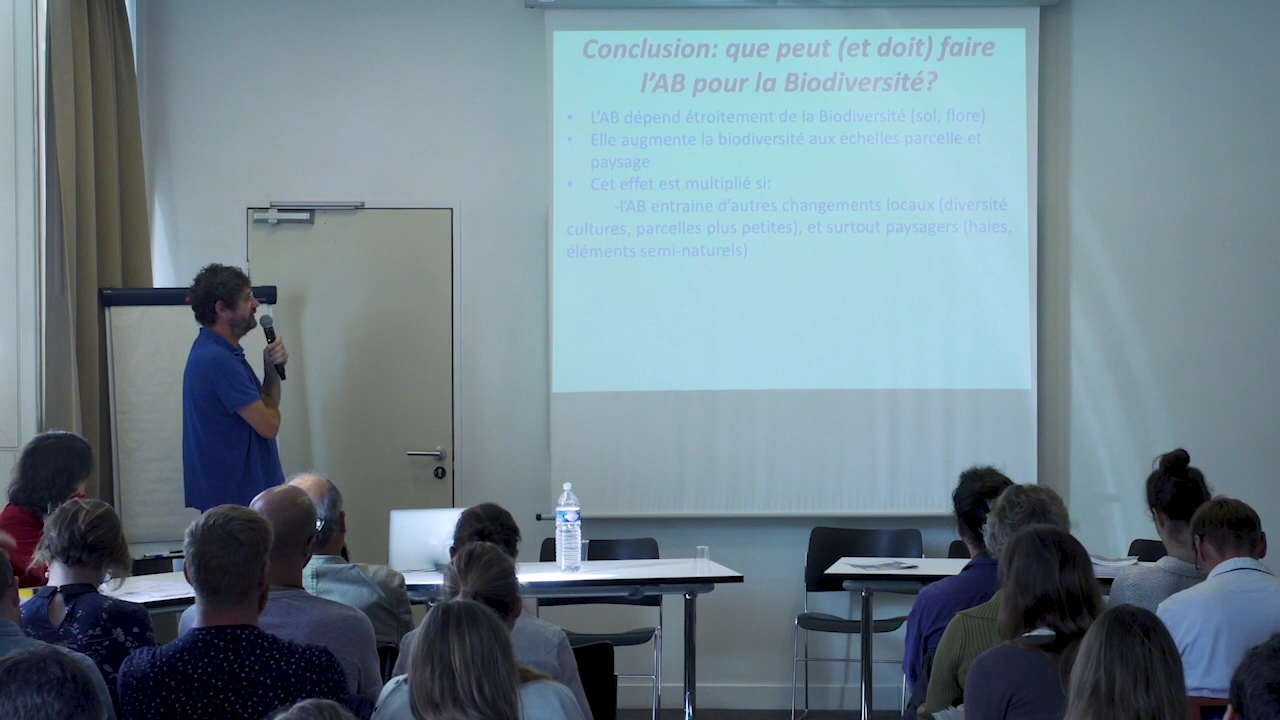 Conclusion: que peut (et doit) faire
l'AB pour la Biodiversité?
• L'AB dépend étroitement de la Biodiversité (sol, flore)
• Elle augmente la biodiversité aux échelles parcelle et
paysage
• Cet effet est multiplié si:
-l'AB entraine d'autres changements locaux (diversité
cultures, parcelles plus petites), et surtout paysagers (haies,
éléments semi-naturels)